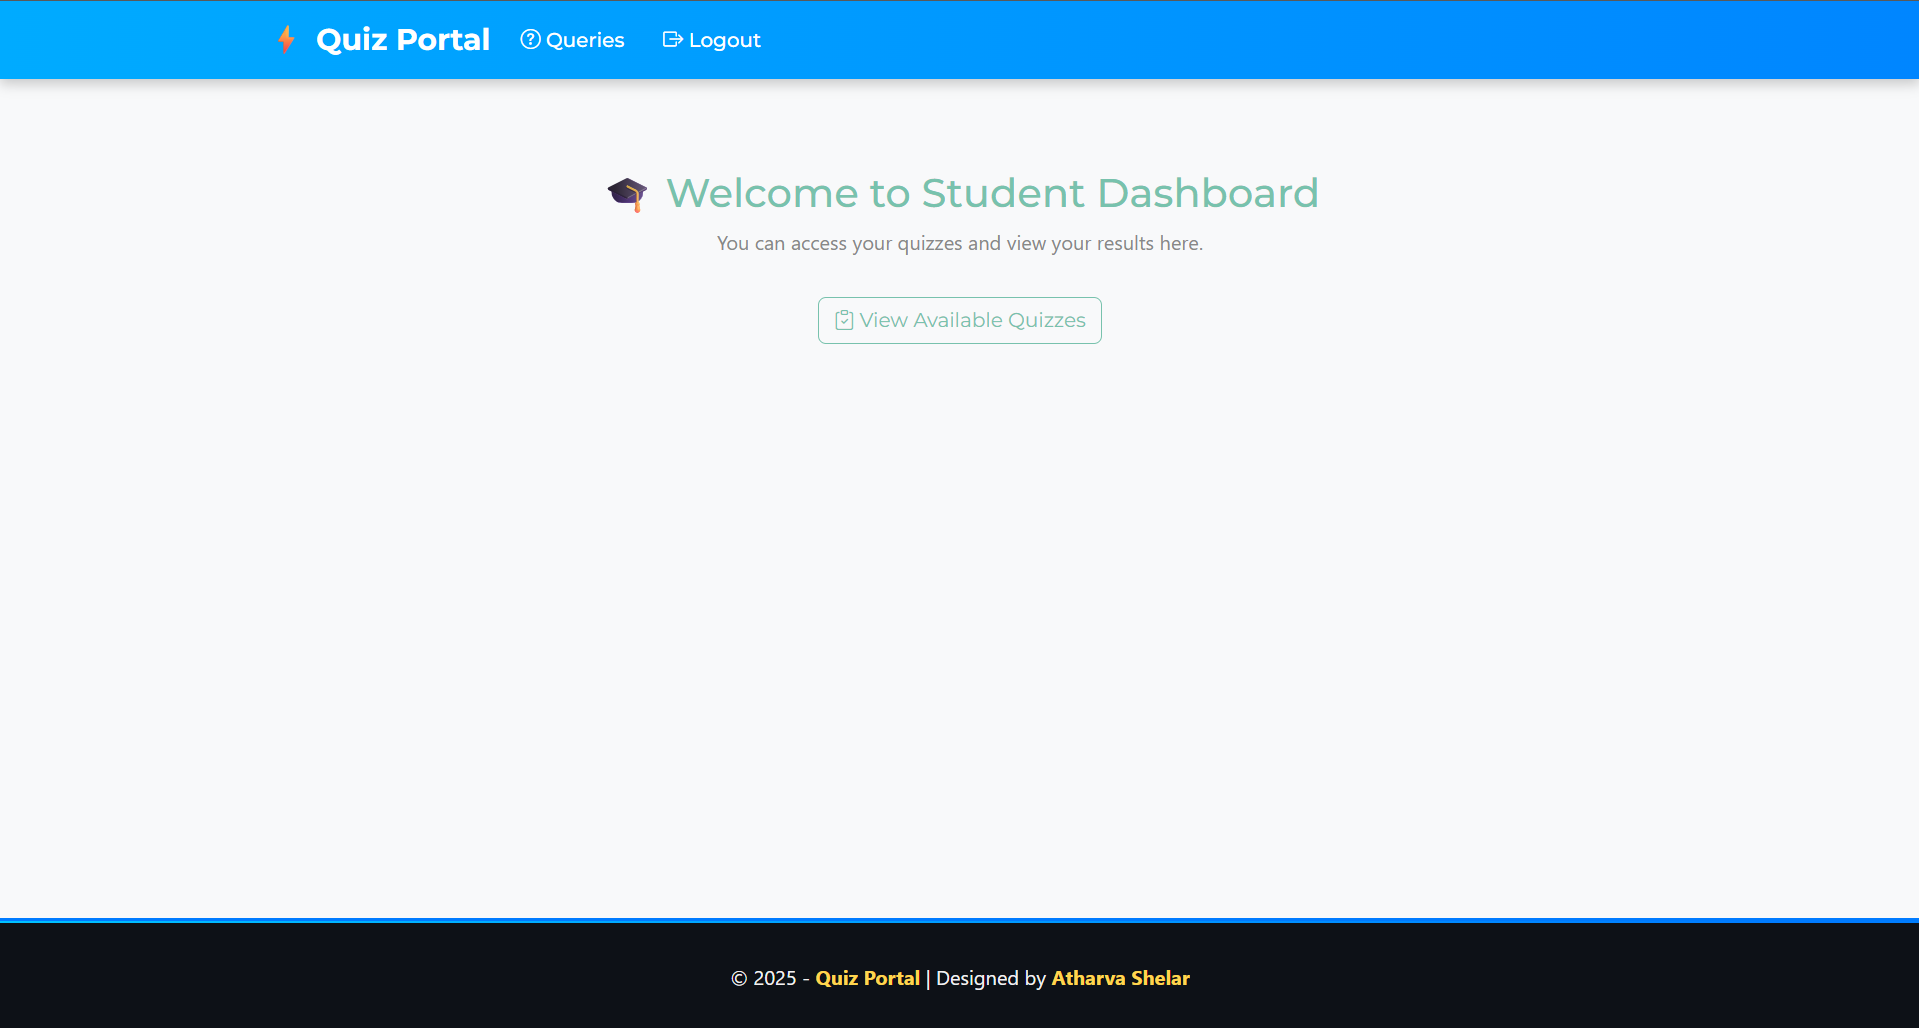 Quiz Portal Queries Logout
Welcome to Student Dashboard
You can access your quizzes and view your results here.
View Available Quizzes
© 2025 - Quiz Portal | Designed by Atharva Shelar